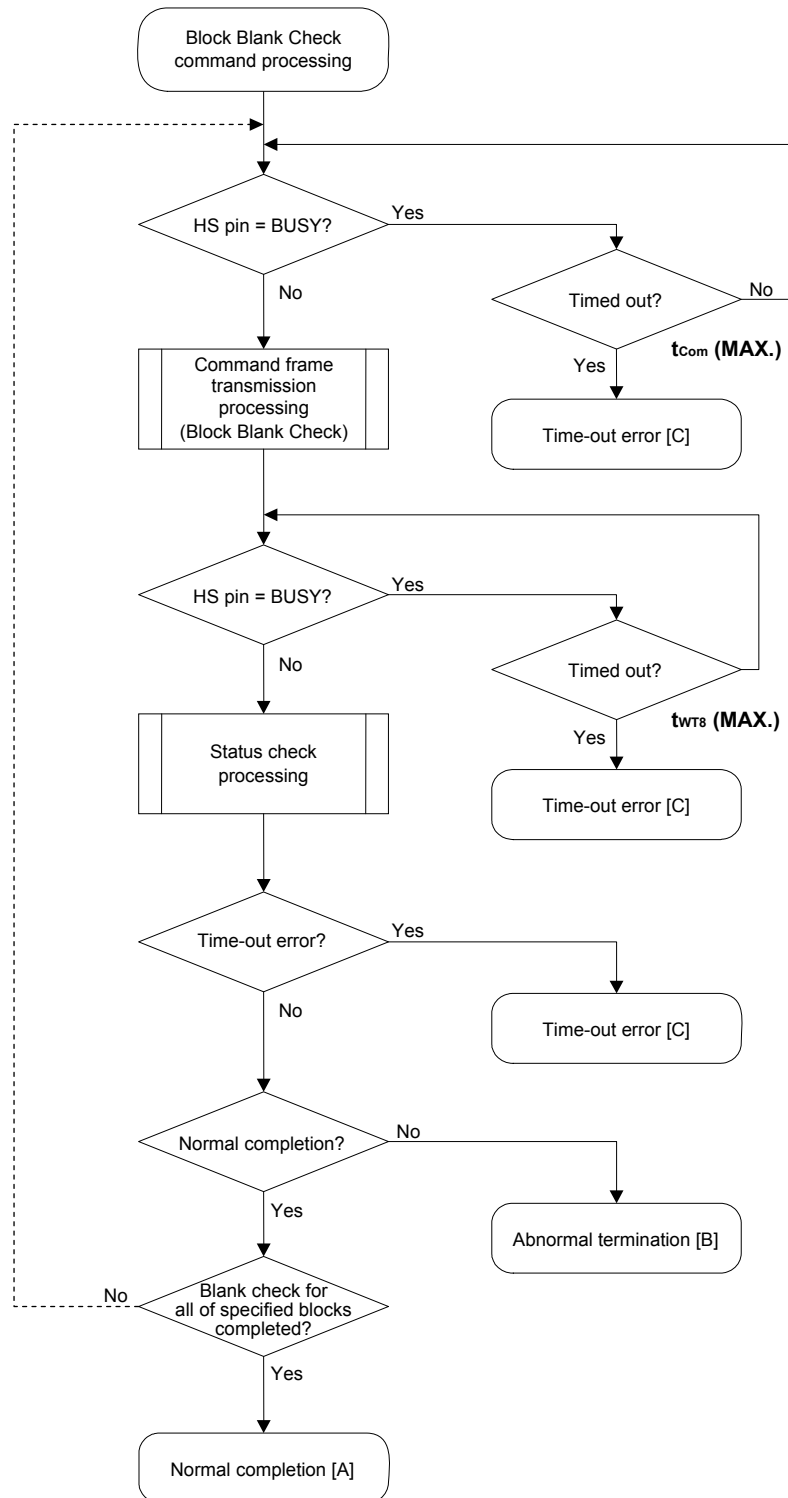 Block Blank Check
command processing
HS pin = BUSY?
Yes
No
Timed out?
No
tCom (MAX.)
Yes
Time-out error [C]
Command frame
transmission
processing
(Block Blank Check)
HS pin = BUSY?
Yes
No
Timed out?
tWT8 (MAX.)
Yes
Time-out error [C]
Status check
processing
Time-out error?
Yes
No
Time-out error [C]
Normal completion?
No
Yes
Abnormal termination [B]
Blank check for
all of specified blocks
completed?
No
Yes
Normal completion [A]